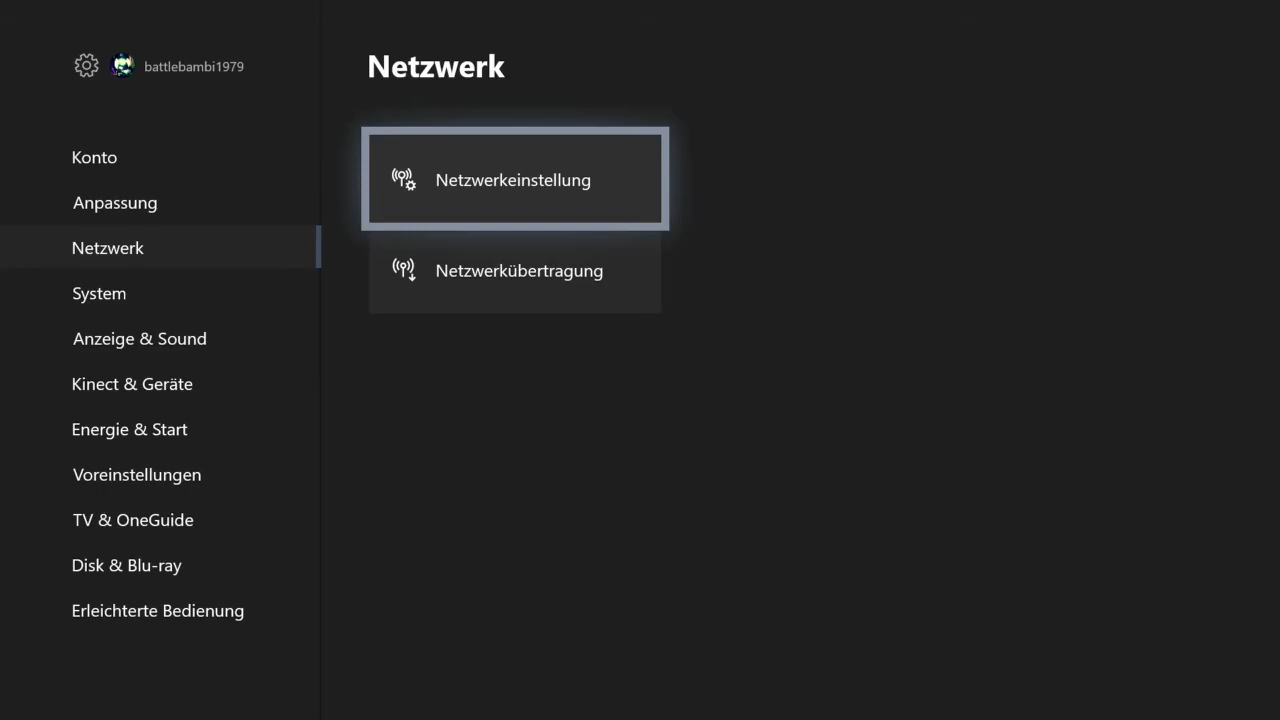 battlebambi1979
Konto
Anpassung
Netzwerk
System
Anzeige & Sound
Kinect & Geräte
Energie & Start
Voreinstellungen
TV & OneGuide
Disk & Blu-ray
Erleichterte Bedienung
Netzwerk
Netzwerkeinstellung
Netzwerkübertragung